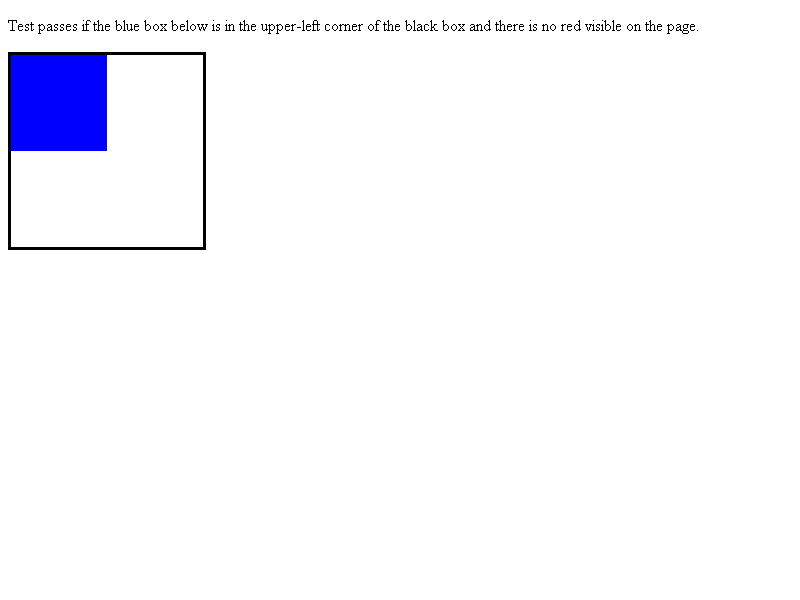 Test passes if the blue box below is in the upper-left corner of the black box and there is no red visible on the page.